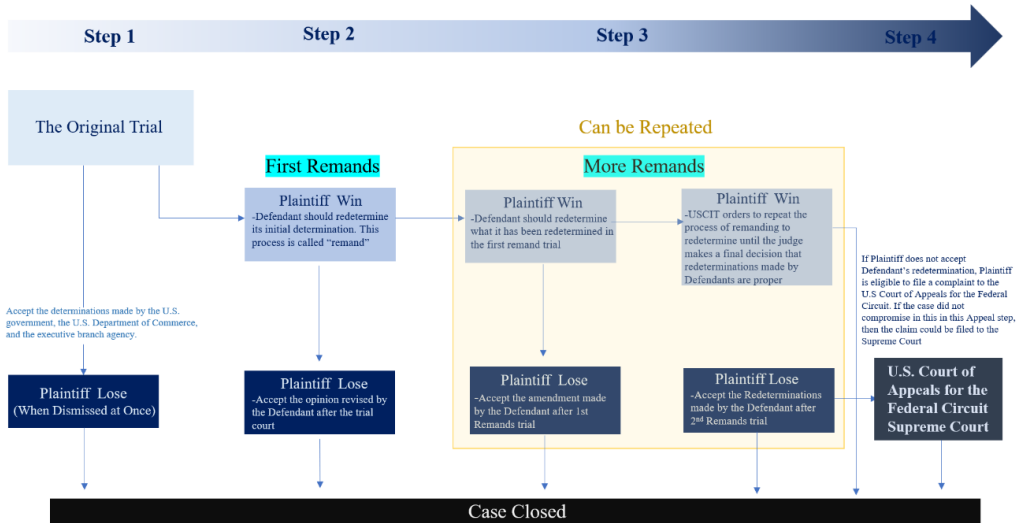 Step 1
Step 2
Step 3
Step 4
The Original Trial
Can be Repeated
First Remands
More Remands
Plaintiff Win
-Defendant should redetermine
its initial determination. This
process is called “remand”
Plaintiff Win
-Defendant should redetermine
what it has been redetermined in
the first remand trial
Plaintiff Win
-USCIT orders to repeat the
process of remanding to
redetermine until the judge
makes a final decision that
redeterminations made by
Defendants are proper
If Plaintiff does not accept
Defendant’s redetermination, Plaintiff
is eligible to file a complaint to the
U.S Court of Appeals for the Federal
Circuit. If the case did not
compromise in this in this Appeal step,
then the claim could be filed to the
Supreme Court
Accept the determinations made by the U.S.
government, the U.S. Department of Commerce,
and the executive branch agency.
Plaintiff Lose
(When Dismissed at Once)
Plaintiff Lose
-Accept the opinion revised by
the Defendant after the trial
court
Plaintiff Lose
-Accept the amendment made
by the Defendant after 1st
Remands trial
Plaintiff Lose
-Accept the Redeterminations
made by the Defendant after
2nd Remands trial
U.S. Court of
Appeals for the
Federal Circuit
Supreme Court
Case Closed